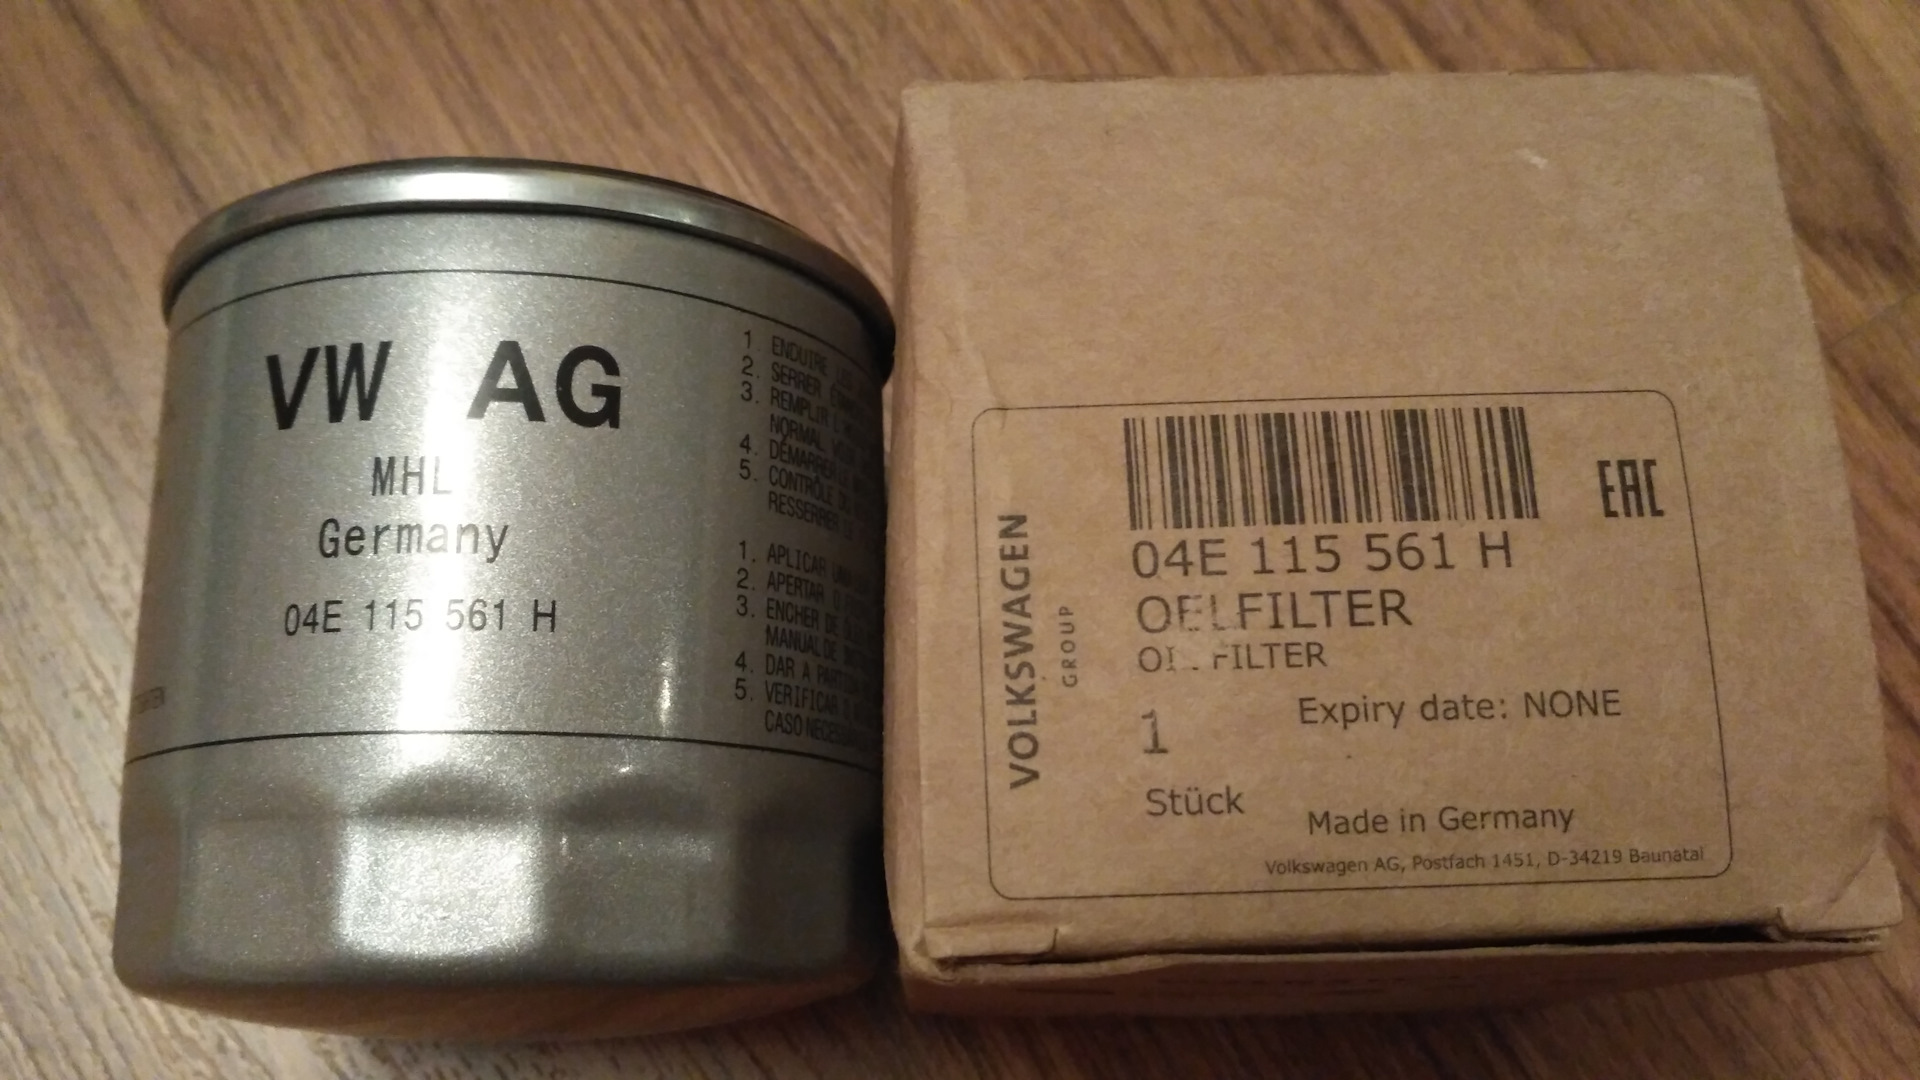 VW AG
MHL
Germany
04E 115 561 H
1. ENDUIRE
2. SERRER
3. REMPLIR
NORMAL
4. DÉMARRER
5. CONTRÔLE
RESSERRER
1. APLICAR
2. APERTAR O
3. ENCHER DE
MANUAL DE
4. DAR A
5. VERIFICAR
CASO
VOLKSWAGEN
GROUP
EAC
04E 115 561 H
OELFILTER
FILTER
1
Expiry date: NONE
Stück
Made in Germany
Volkswagen AG, Postfach 1451, D-34219 Baunatal